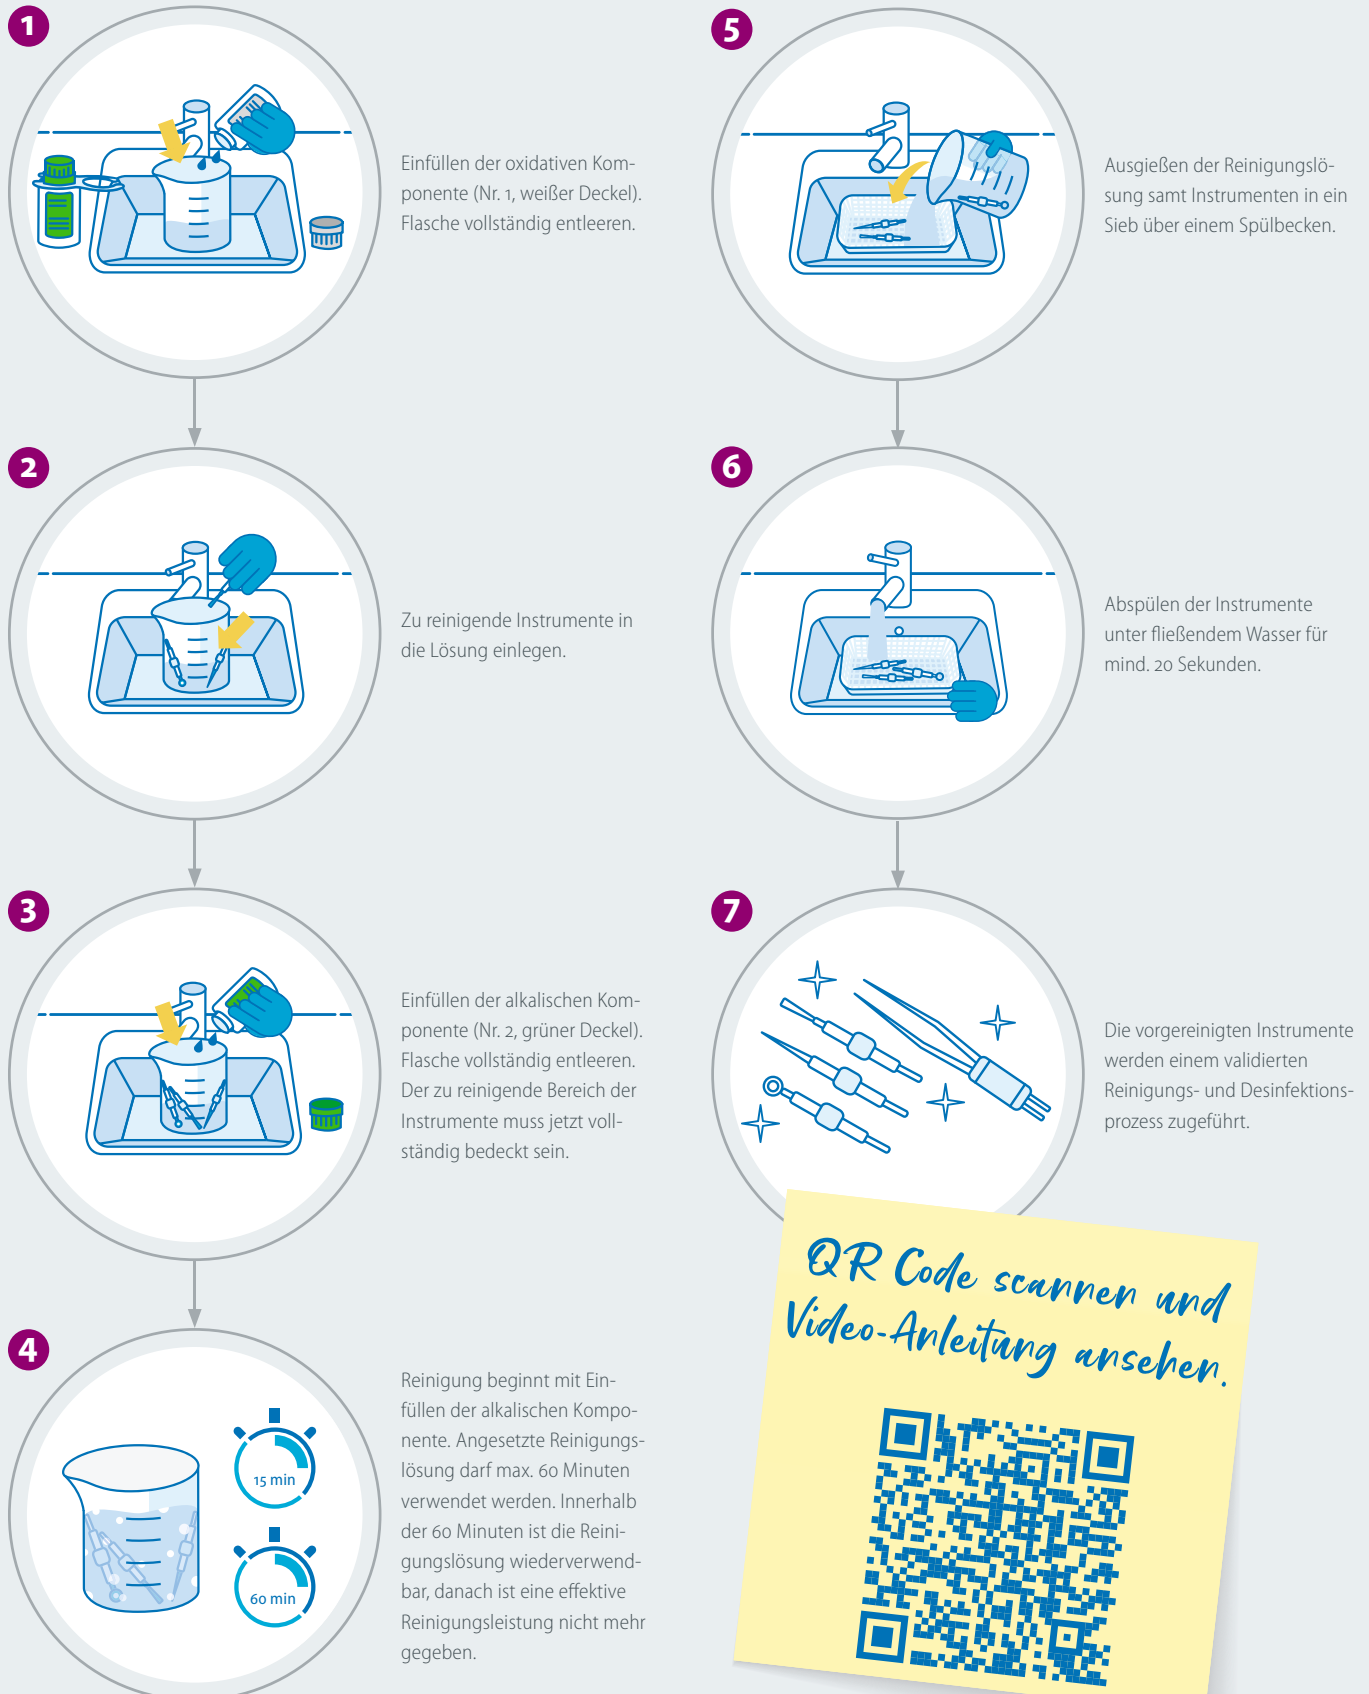 1
Einfüllen der oxidativen Kom-
ponente (Nr. 1, weißer Deckel).
Flasche vollständig entleeren.
2
Zu reinigende Instrumente in
die Lösung einlegen.
3
Einfüllen der alkalischen Kom-
ponente (Nr. 2, grüner Deckel).
Flasche vollständig entleeren.
Der zu reinigende Bereich der
Instrumente muss jetzt voll-
ständig bedeckt sein.
4
15 min
60 min
Reinigung beginnt mit Ein-
füllen der alkalischen Kompo-
nente. Angesetzte Reinigungs-
lösung darf max. 60 Minuten
verwendet werden. Innerhalb
der 60 Minuten ist die Reini-
gungslösung wiederverwend-
bar, danach ist eine effektive
Reinigungsleistung nicht mehr
gegeben.
5
Ausgießen der Reinigungslö-
sung samt Instrumenten in ein
Sieb über einem Spülbecken.
6
Abspülen der Instrumente
unter fließendem Wasser für
mind. 20 Sekunden.
7
Die vorgereinigten Instrumente
werden einem validierten
Reinigungs- und Desinfektions-
prozess zugeführt.
QR Code scannen und
Video-Anleitung ansehen.